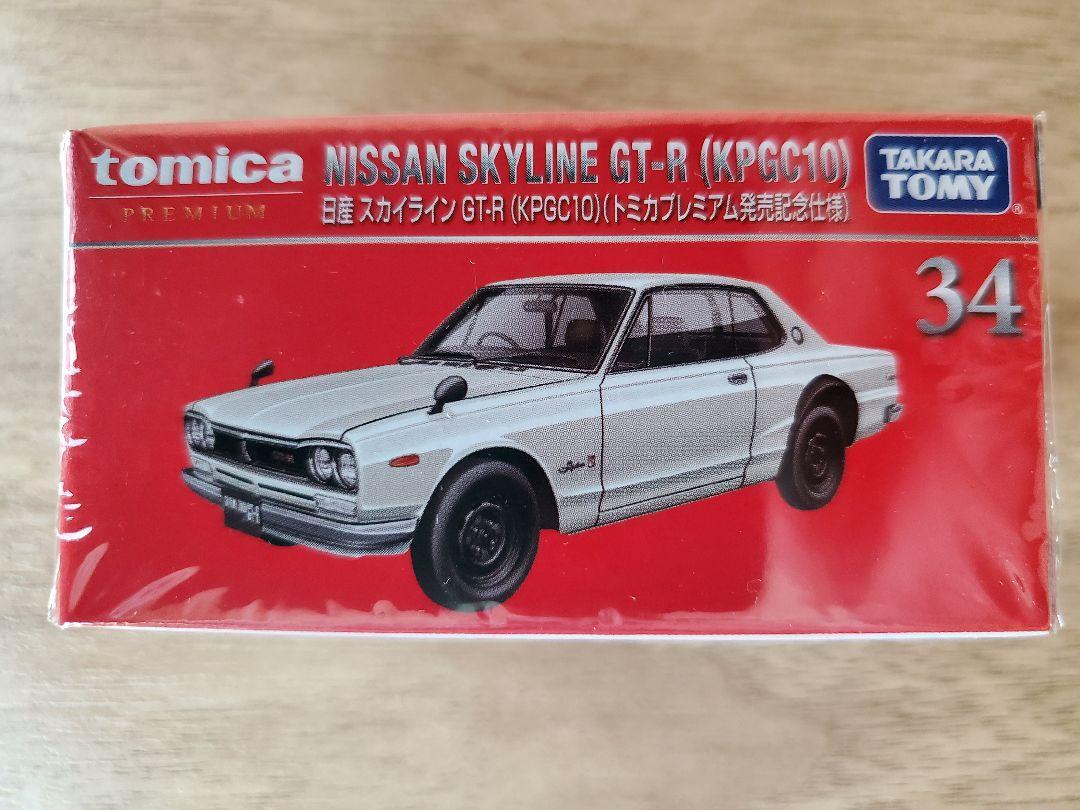 tomica
PREMIUM
NISSAN SKYLINE GT-R (KPGC10)
日産 スカイライン GT-R (KPGC10)(トミカプレミアム発売記念仕様)
TAKARA
TOMY
®
34
GT-R